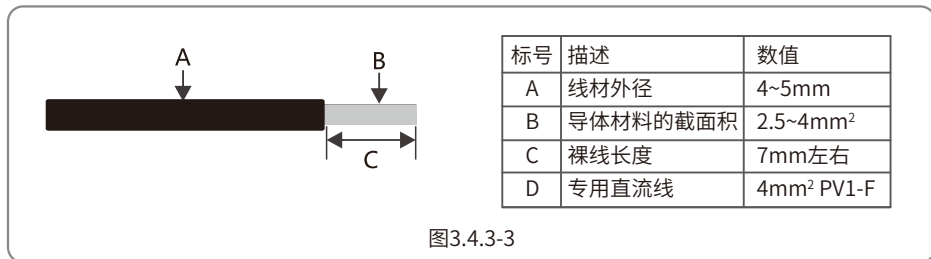 A
B
C
标号 描述 数值
A 线材外径 4~5mm
B 导体材料的截面积 2.5~4mm²
C 裸线长度 7mm左右
D 专用直流线 4mm² PV1-F
图3.4.3-3